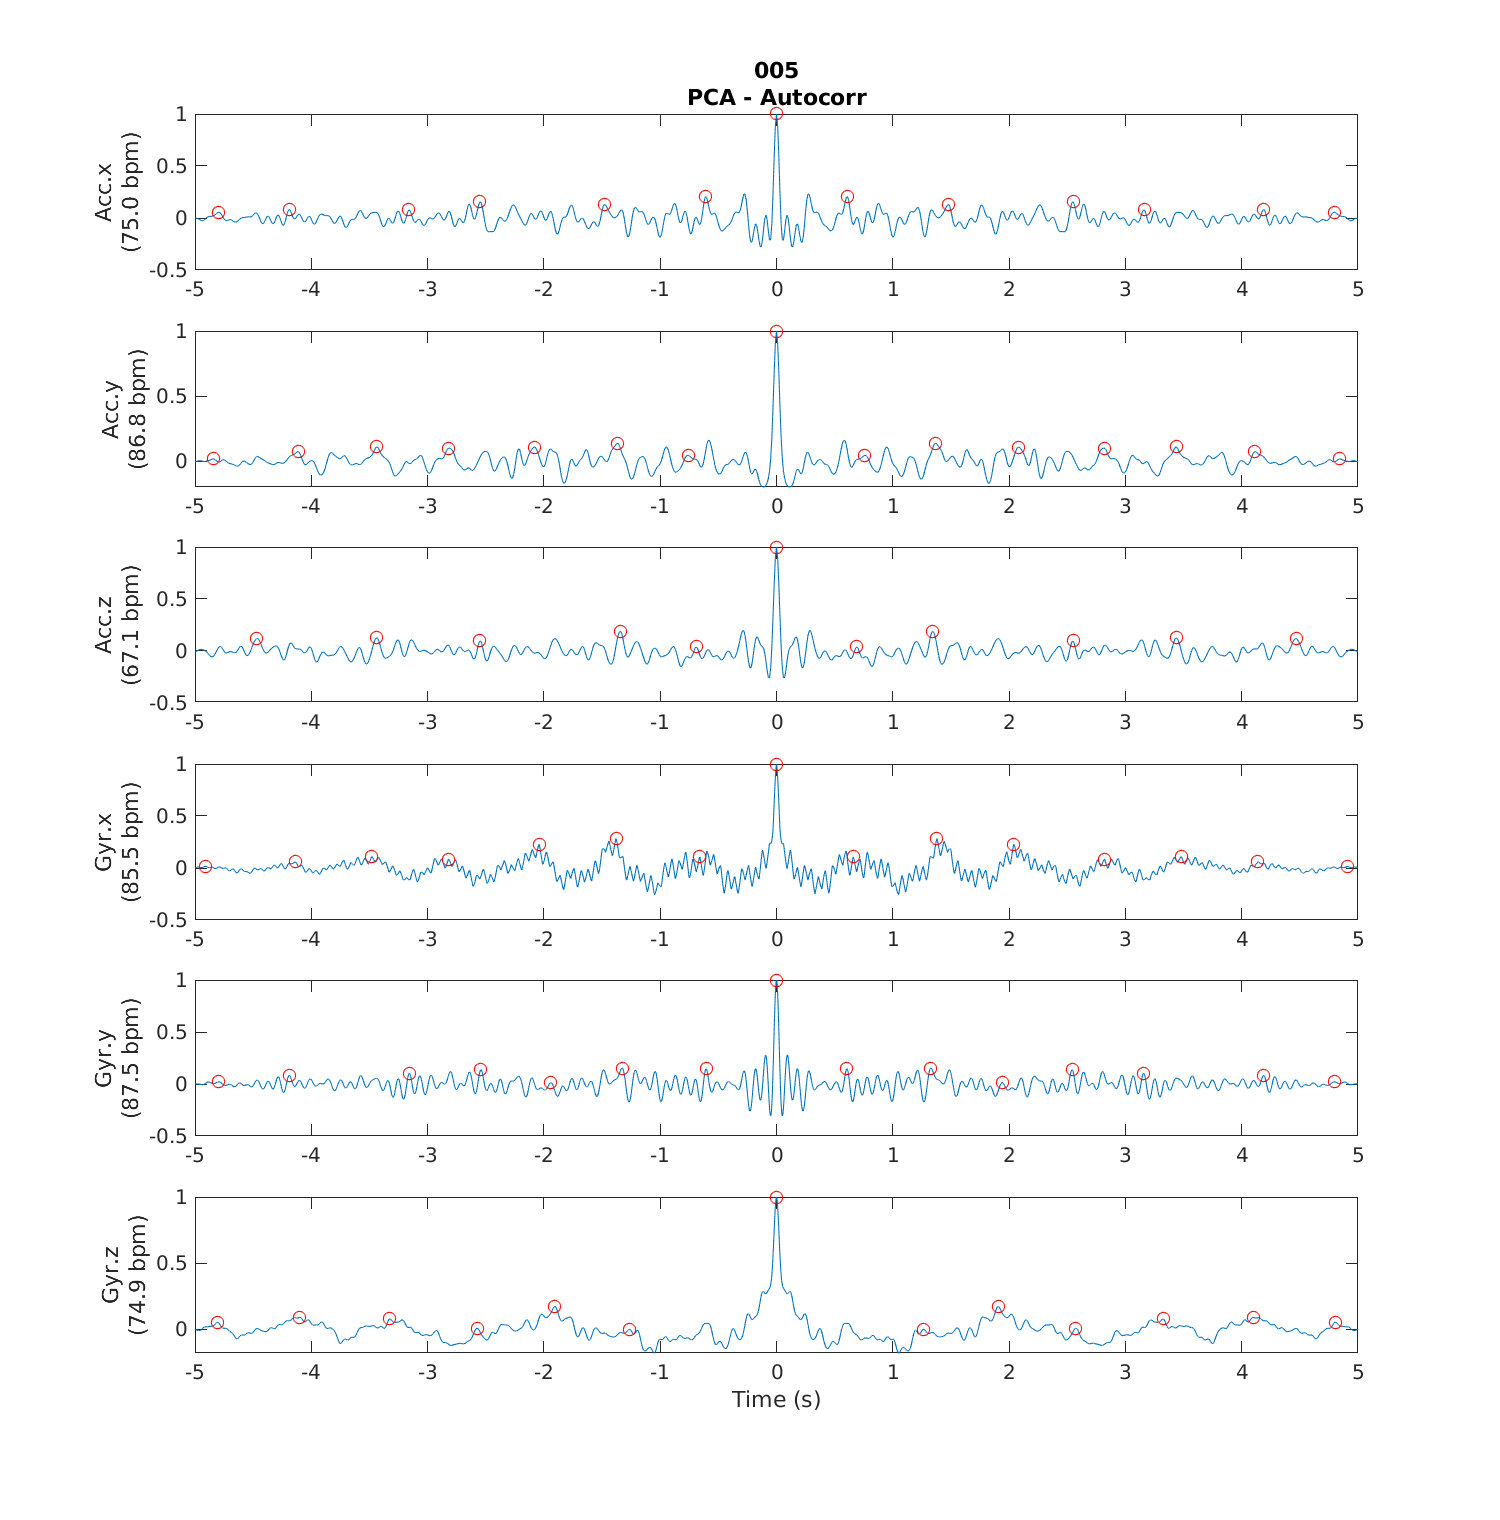 005
PCA - Autocorr
Acc.x
(75.0 bpm)
1
0.5
0
-0.5
-5 -4 -3 -2 -1 0 1 2 3 4 5
Acc.y
(86.8 bpm)
1
0.5
0
-5 -4 -3 -2 -1 0 1 2 3 4 5
Acc.z
(67.1 bpm)
1
0.5
0
-0.5
-5 -4 -3 -2 -1 0 1 2 3 4 5
Gyr.x
(85.5 bpm)
1
0.5
0
-0.5
-5 -4 -3 -2 -1 0 1 2 3 4 5
Gyr.y
(87.5 bpm)
1
0.5
0
-0.5
-5 -4 -3 -2 -1 0 1 2 3 4 5
Gyr.z
(74.9 bpm)
1
0.5
0
-5 -4 -3 -2 -1 0 1 2 3 4 5
Time (s)